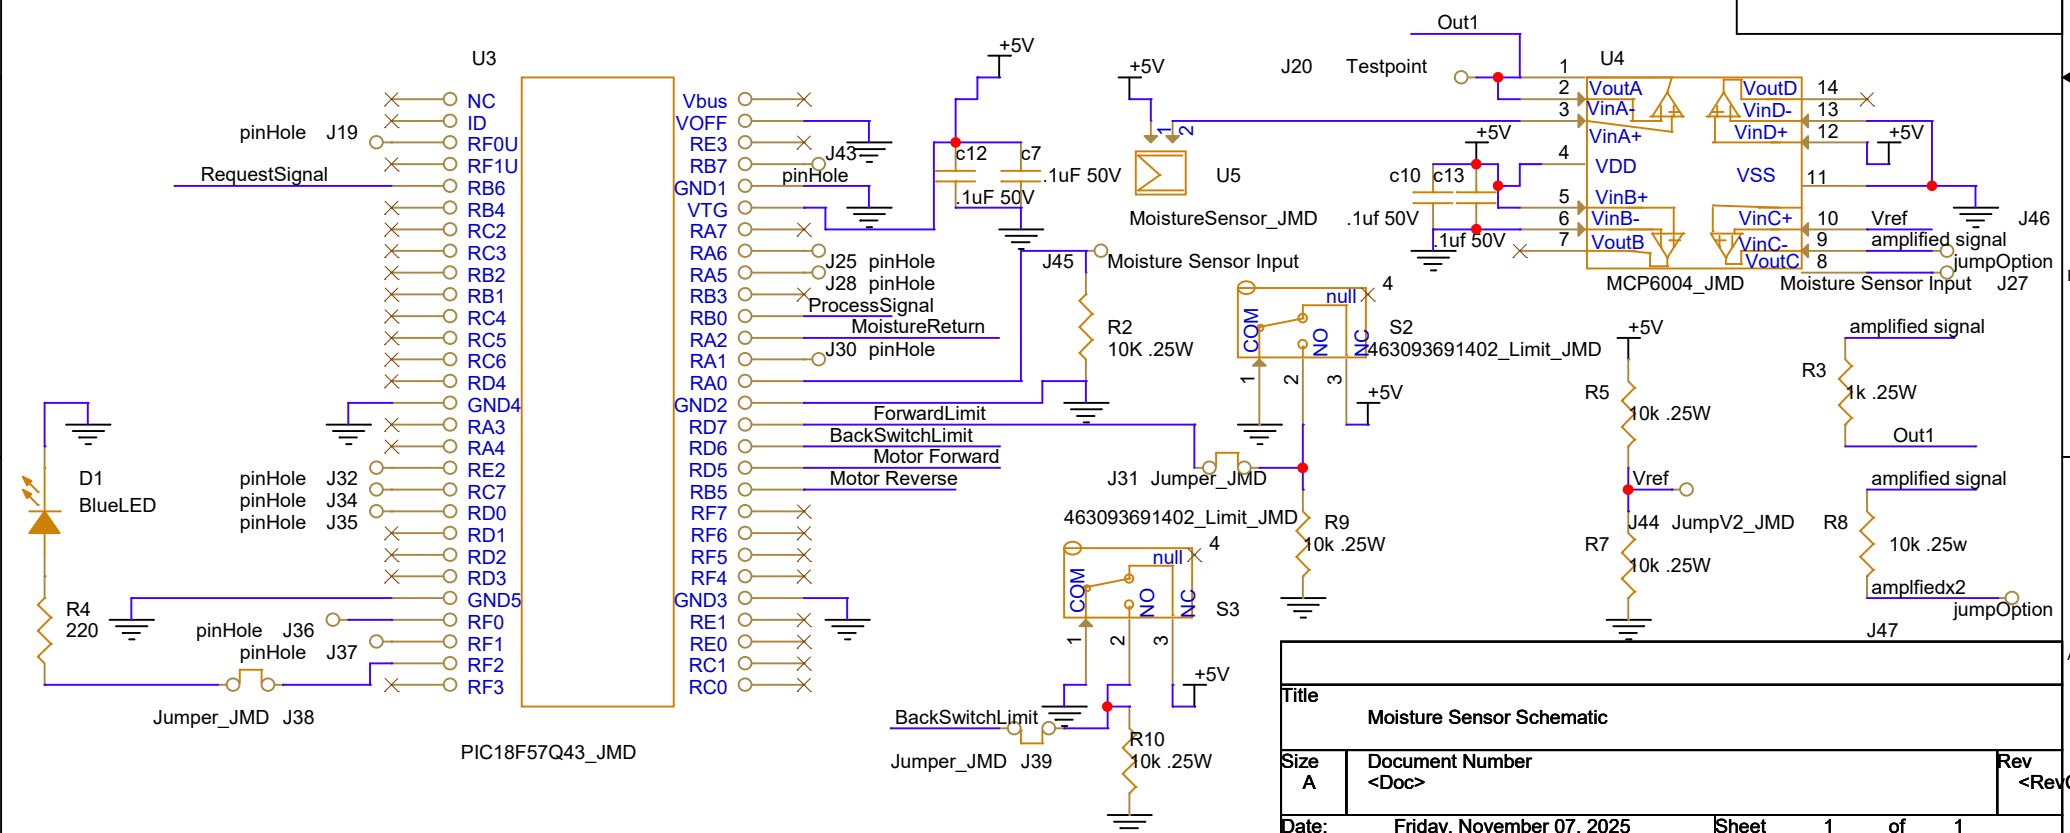 U3
NC
ID
pinHole J19
RF0U
RF1U
RequestSignal
RB6
RB4
RC2
RC3
RB2
RB1
RC4
RC5
RC6
RD4
GND4
RA3
RA4
pinHole J32
RE2
pinHole J34
RC7
pinHole J35
RD0
RD1
RD2
RD3
GND5
pinHole J36
RF0
pinHole J37
RF1
RF2
RF3
Jumper_JMD J38
D1
BlueLED
R4
220
PIC18F57Q43_JMD
Vbus
VOFF
RE3
RB7
J43
pinHole
GND1
VTG
RA7
RA6
J25 pinHole
RA5
J28 pinHole
RB3
ProcessSignal
RB0
MoistureReturn
RA2
J30 pinHole
RA1
RA0
GND2
ForwardLimit
RD7
BackSwitchLimit
RD6
Motor Forward
RD5
Motor Reverse
RB5
RF7
RF6
RF5
RF4
GND3
RE1
RE0
RC1
RC0
+5V
c12
c7
.1uF 50V
.1uF 50V
+5V
1
2
U5
MoistureSensor_JMD
J45
Moisture Sensor Input
R2
10K .25W
Out1
J20 Testpoint
U4
1
2
3
4
5
6
7
VoutA
VinA-
VinA+
VDD
VinB+
VinB-
VoutB
VoutD
VinD-
VinD+
VSS
VinC+
VinC-
VoutC
14
13
12
11
10
9
8
+5V
+5V
c10
c13
.1uf 50V
.1uf 50V
MCP6004_JMD
Vref
amplified signal
J46
jumpOption
Moisture Sensor Input J27
null
4
COM
NO
NC
1
2
3
S2
463093691402_Limit_JMD
+5V
J31 Jumper_JMD
R9
10k .25W
463093691402_Limit_JMD
null
4
COM
NO
NC
1
2
3
S3
+5V
BackSwitchLimit
Jumper_JMD J39
R10
10k .25W
+5V
R5
10k .25W
Vref
J44 JumpV2_JMD
R7
10k .25W
amplified signal
R3
1k .25W
Out1
amplified signal
R8
10k .25w
amplfiedx2
jumpOption
J47
Title
Moisture Sensor Schematic
Size
A
Document Number
<Doc>
Rev
Date:
Friday, November 07, 2025
Sheet 1 of 1